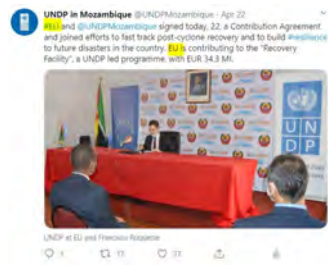 UNDP in Mozambique @UNDPMozambique · Apr 22
#EU and @UNDPMozambique signed today, 22, a Contribution Agreement
and joined efforts to fast track post-cyclone recovery and to build #resilience
to future disasters in the country. EU is contributing to the "Recovery
Facility", a UNDP led programme, with EUR 34.3 Ml.
U N
D P
UNDP at EU and Francisco Roquette